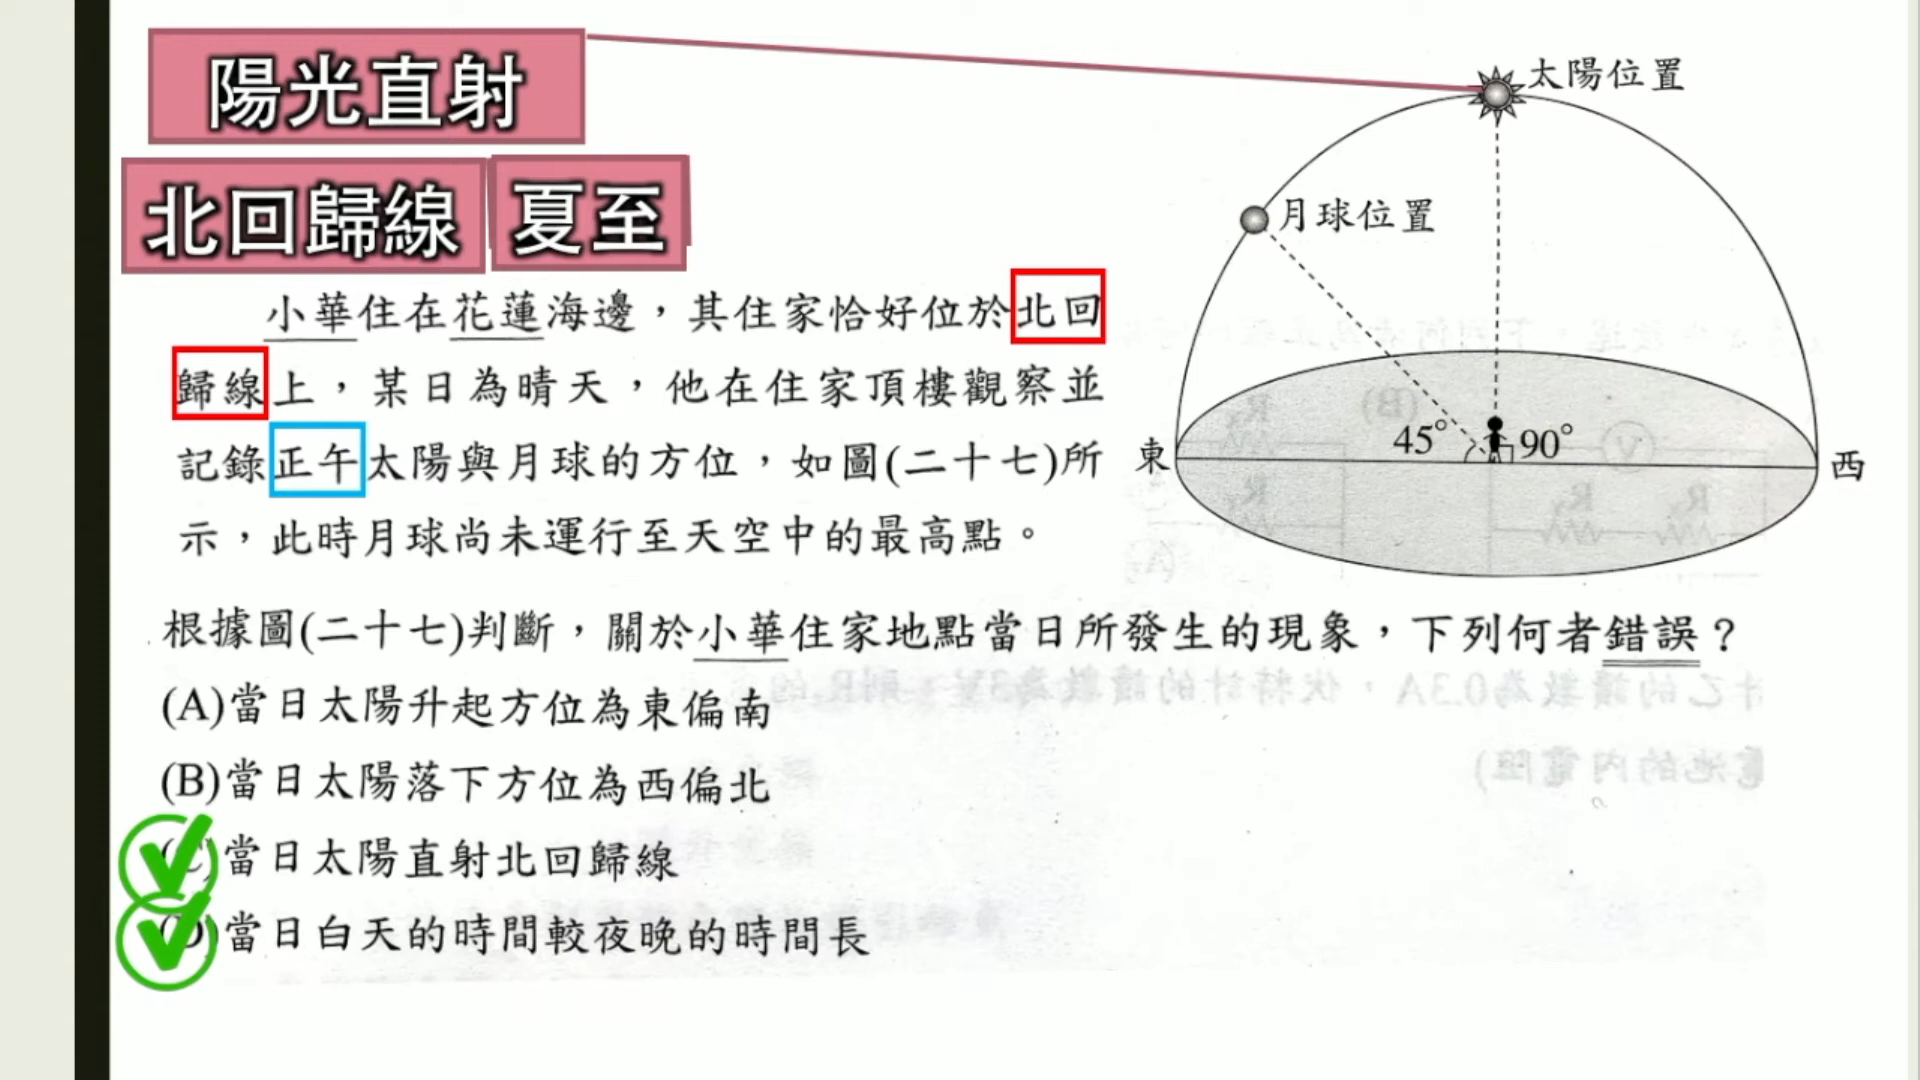 陽光直射
北回歸線 夏至
太陽位置
月球位置
45° 90°
東
西
小華住在花蓮海邊，其住家恰好位於北回
歸線上，某日為晴天，他在住家頂樓觀察並
記錄正午太陽與月球的方位，如圖(二十七)所
示，此時月球尚未運行至天空中的最高點。
根據圖(二十七)判斷，關於小華住家地點當日所發生的現象，下列何者錯誤？
(A)當日太陽升起方位為東偏南
(B)當日太陽落下方位為西偏北
(C)當日太陽直射北回歸線
(D)當日白天的時間較夜晚的時間長